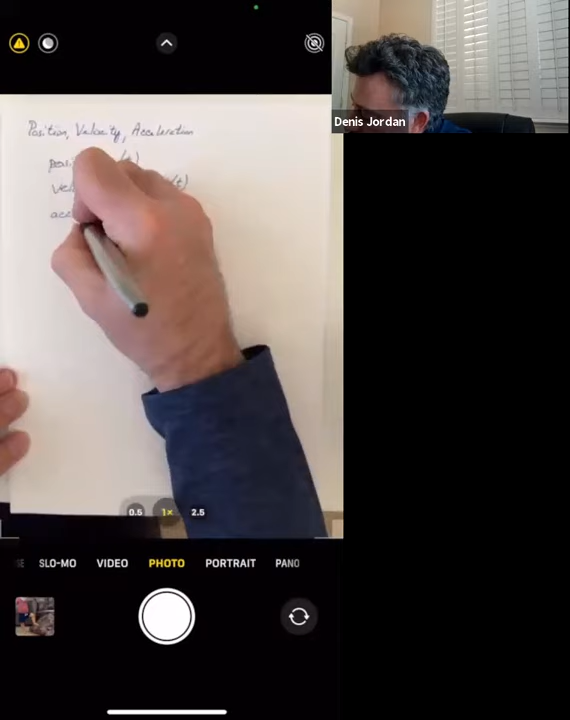 Denis Jordan
Position, Velocity, Acceleration
(t)
(t)
0.5 1× 2.5
SLO-MO VIDEO PHOTO PORTRAIT PANO